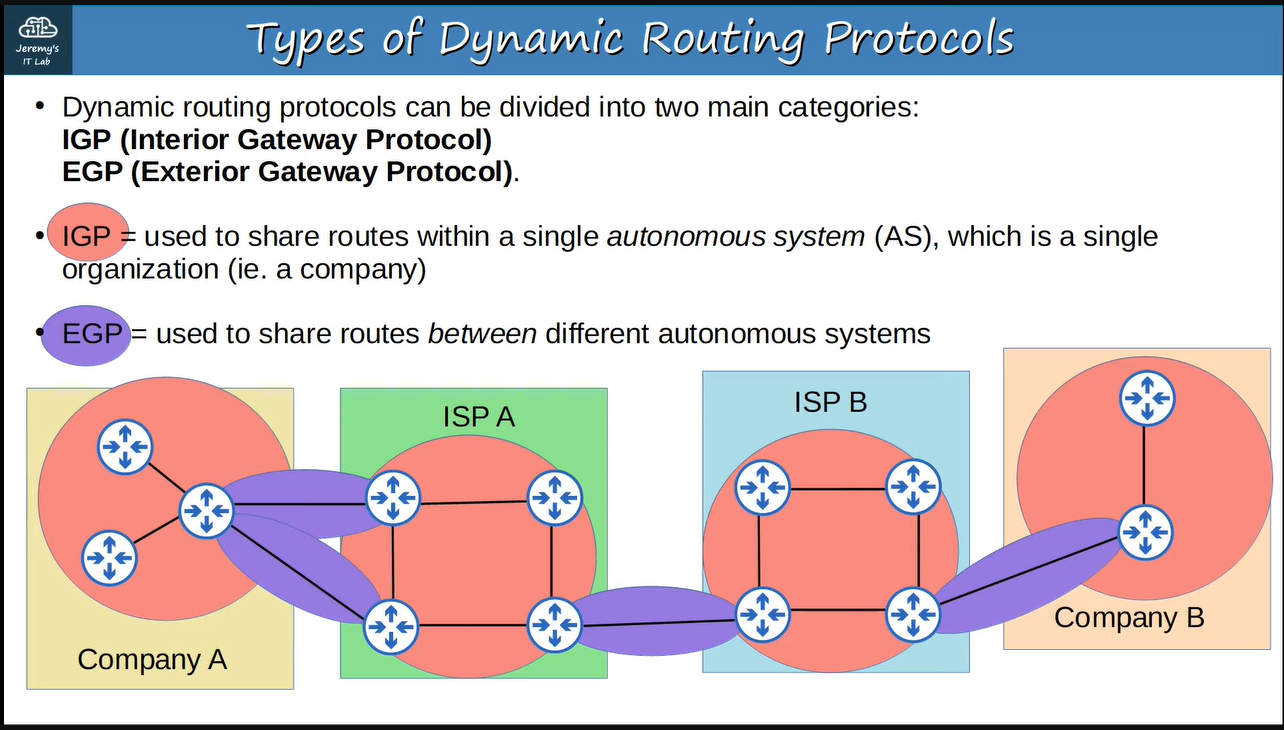 Jeremy's
IT Lab
Types of Dynamic Routing Protocols
• Dynamic routing protocols can be divided into two main categories:
IGP (Interior Gateway Protocol)
EGP (Exterior Gateway Protocol).
• IGP = used to share routes within a single autonomous system (AS), which is a single
organization (ie. a company)
• EGP = used to share routes between different autonomous systems
ISP A
ISP B
Company A
Company B